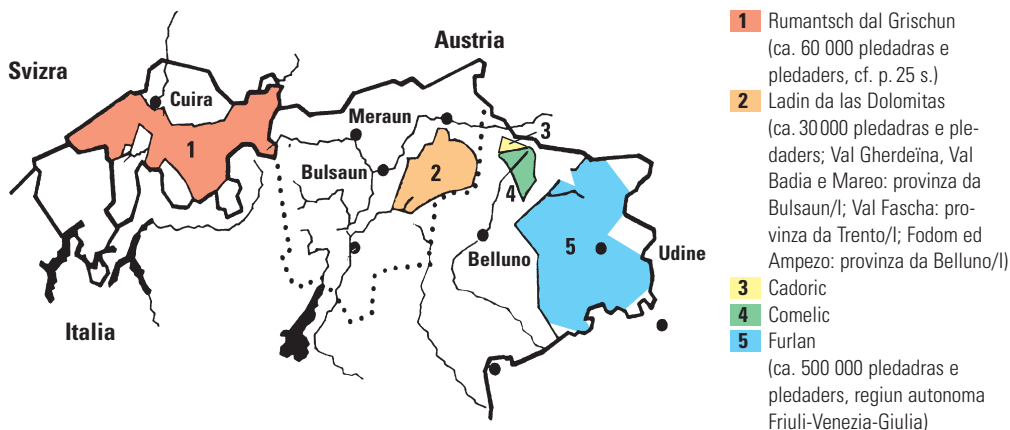 Austria
Svizra
Cuira
Meraun
3
1
Bulsaun
2
4
Belluno
5
Udine
Italia
1 Rumantsch dal Grischun
(ca. 60 000 pledadras e
pledaders, cf. p. 25 s.)
2 Ladin da las Dolomitas
(ca. 30 000 pledadras e ple-
daders; Val Gherdeïna, Val
Badia e Mareo: provinza da
Bulsaun/I; Val Fascha: pro-
vinza da Trento/I; Fodom ed
Ampezo: provinza da Belluno/I)
3 Cadoric
4 Comelic
5 Furlan
(ca. 500 000 pledadras e
pledaders, regiun autonoma
Friuli-Venezia-Giulia)